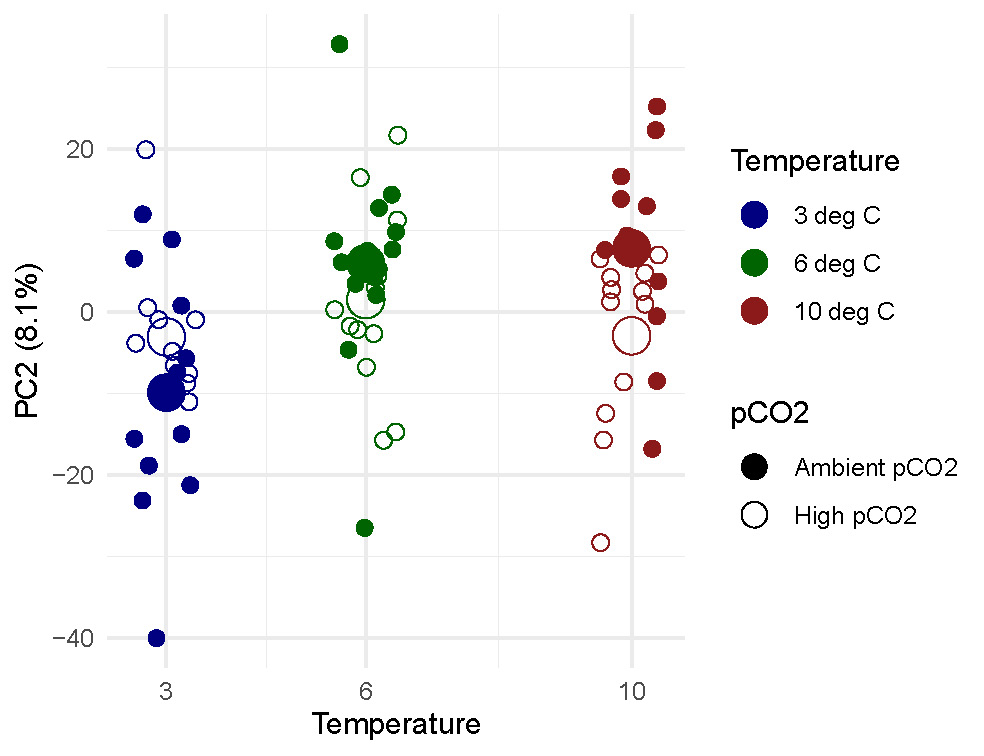 PC2 (8.1%)
20
0
−20
−40
3
6
10
Temperature
Temperature
3 deg C
6 deg C
10 deg C
pCO2
Ambient pCO2
High pCO2